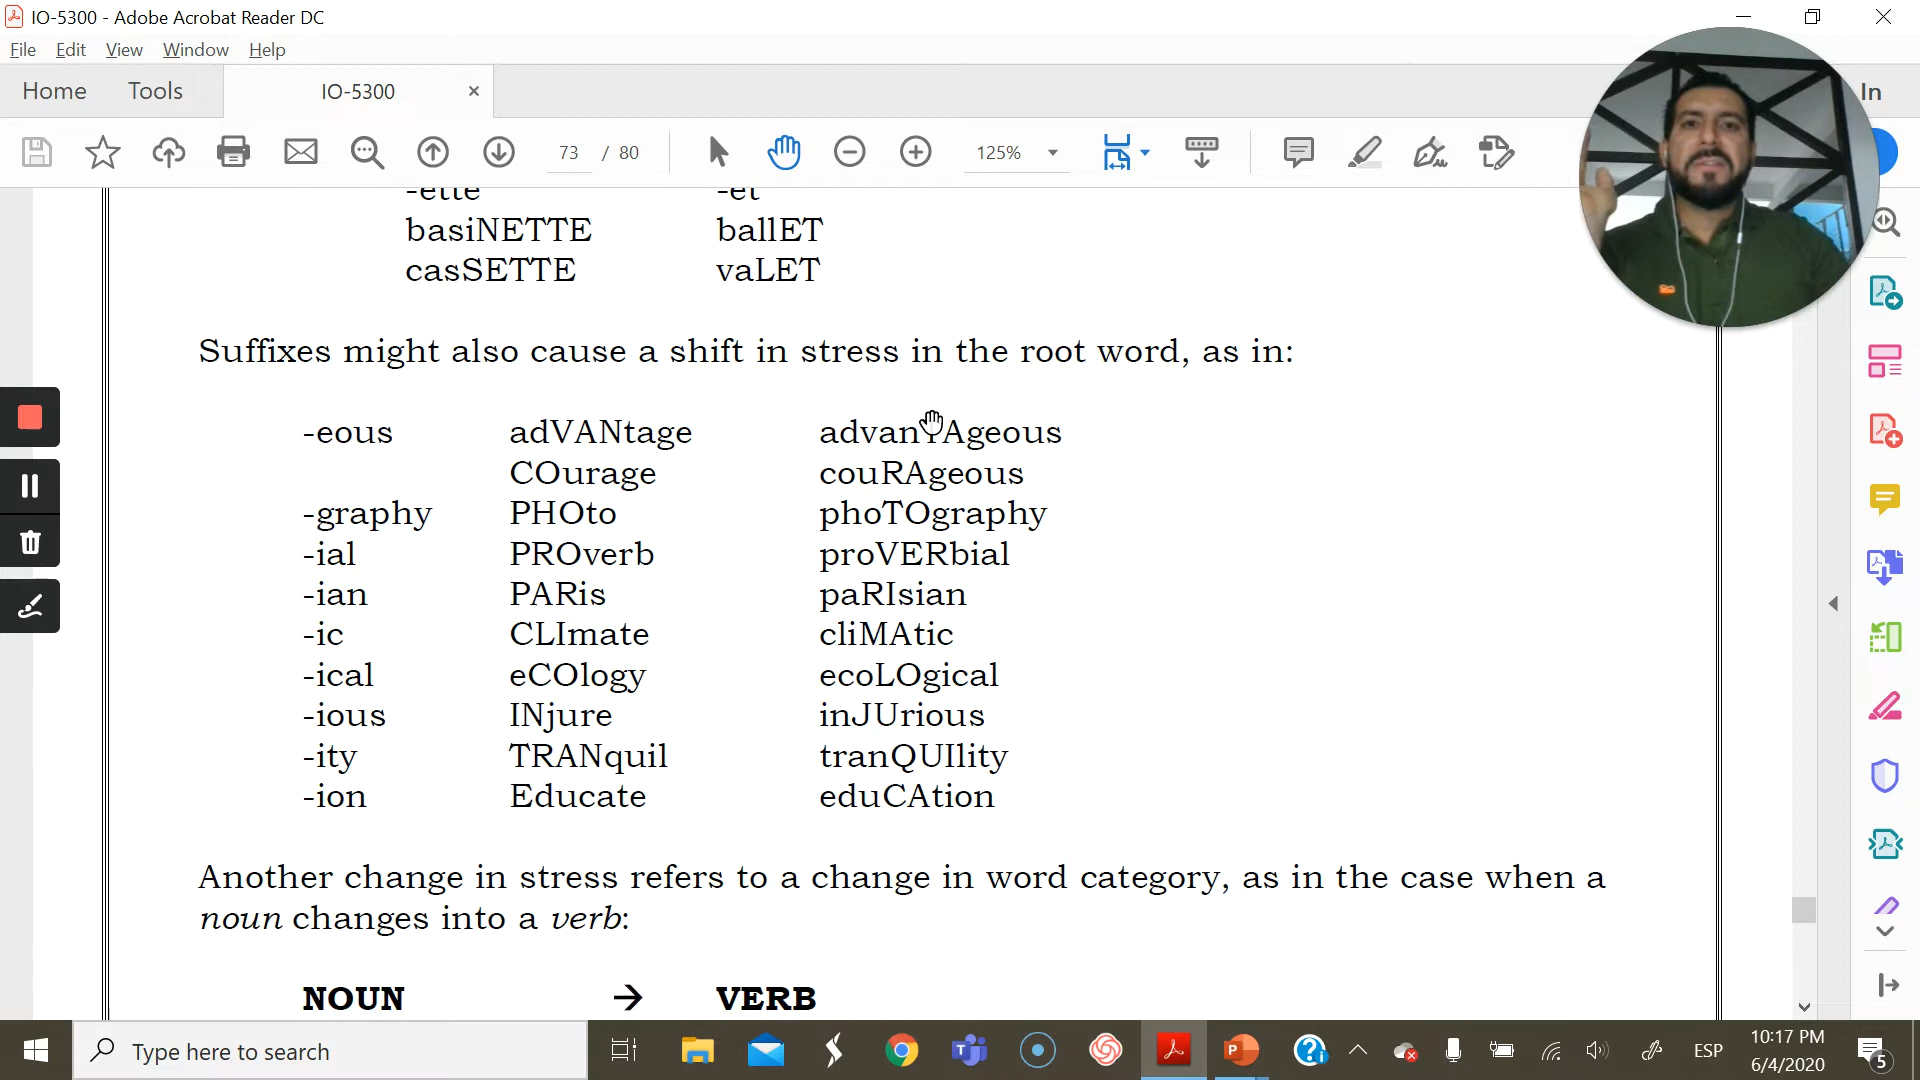 IO-5300 - Adobe Acrobat Reader DC
File Edit View Window Help
Home Tools IO-5300 × In
73 / 80 125%
-ette -et
basiNETTE ballET
casSETTE vaLET
Suffixes might also cause a shift in stress in the root word, as in:
-eous adVANtage advanTAgeous
COurage couRAgeous
-graphy PHOto phoTOgraphy
-ial PROverb proVERbial
-ian PARis paRIsian
-ic CLImate cliMAtic
-ical eCOlogy ecoLOgical
-ious INjure inJUrious
-ity TRANquil tranQUIlity
-ion Educate eduCAtion
Another change in stress refers to a change in word category, as in the case when a
noun changes into a verb:
NOUN → VERB
Type here to search
ESP
10:17 PM
6/4/2020
5